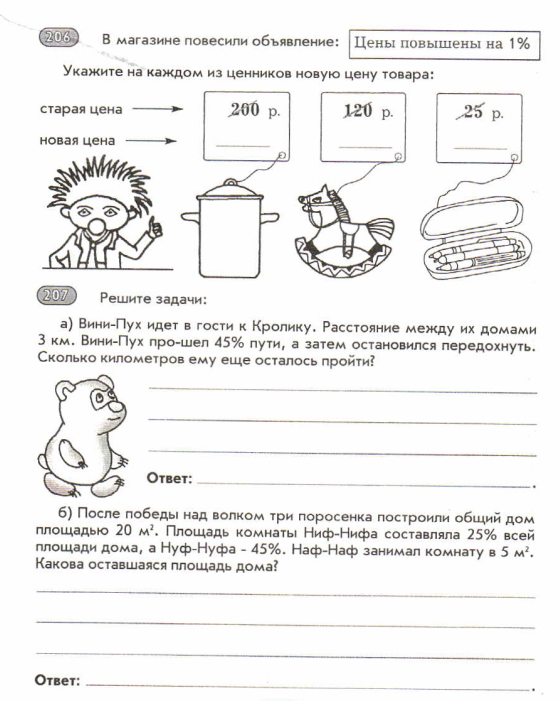 206 В магазине повесили объявление: Цены повышены на 1%
Укажите на каждом из ценников новую цену товара:
старая цена 200 р. 120 р. 25 р.
новая цена
207 Решите задачи:
а) Вини-Пух идет в гости к Кролику. Расстояние между их домами
3 км. Вини-Пух про-шел 45% пути, а затем остановился передохнуть.
Сколько километров ему еще осталось пройти?
Ответ: .
б) После победы над волком три поросенка построили общий дом
площадью 20 м². Площадь комнаты Ниф-Нифа составляла 25% всей
площади дома, а Нуф-Нуфа - 45%. Наф-Наф занимал комнату в 5 м².
Какова оставшаяся площадь дома?
Ответ: .